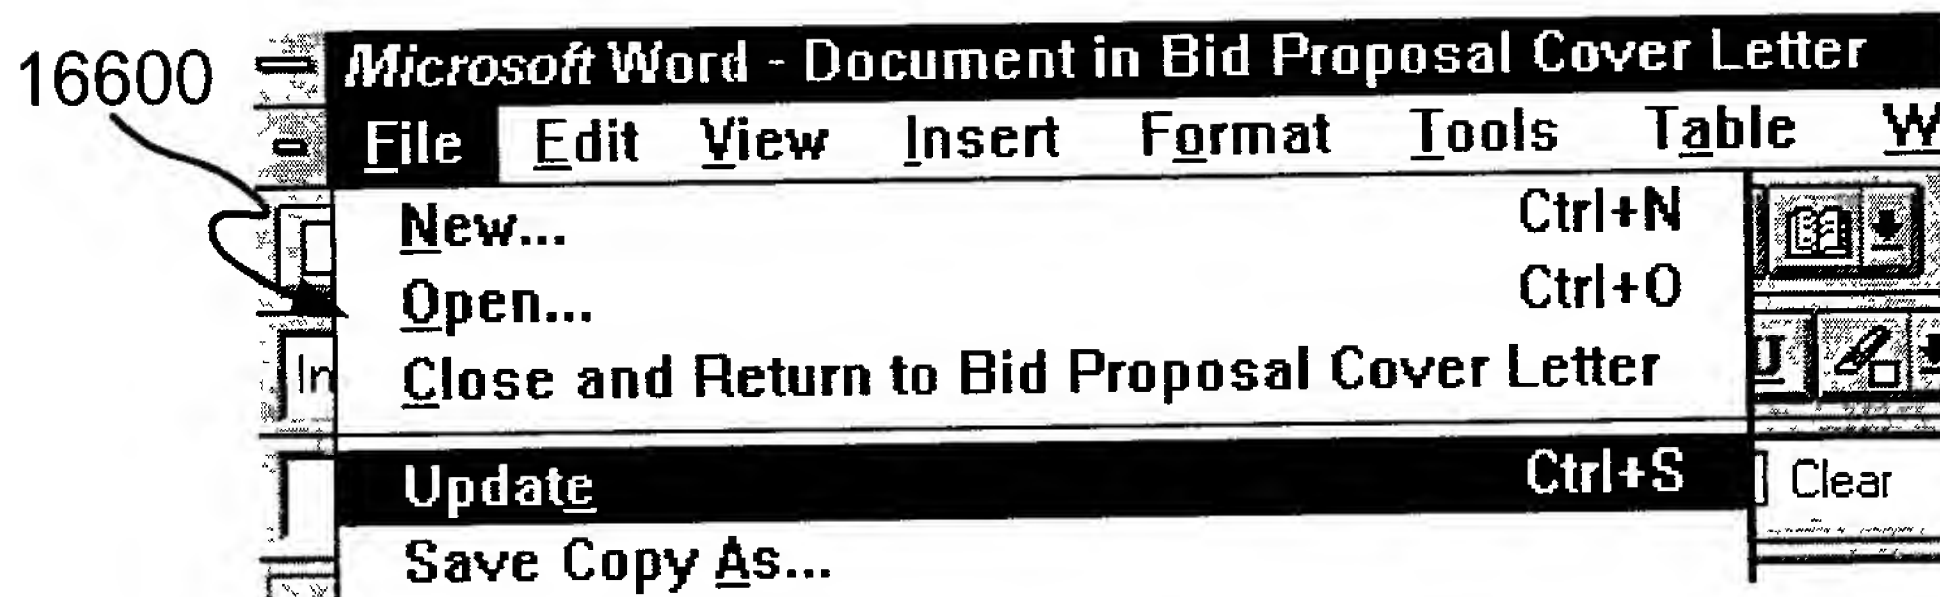 16600
Microsoft Word - Document in Bid Proposal Cover Letter
File Edit View Insert Format Tools Table W
New... Ctrl+N
Open... Ctrl+O
In Close and Return to Bid Proposal Cover Letter U
Update Ctrl+S Clear
Save Copy As...